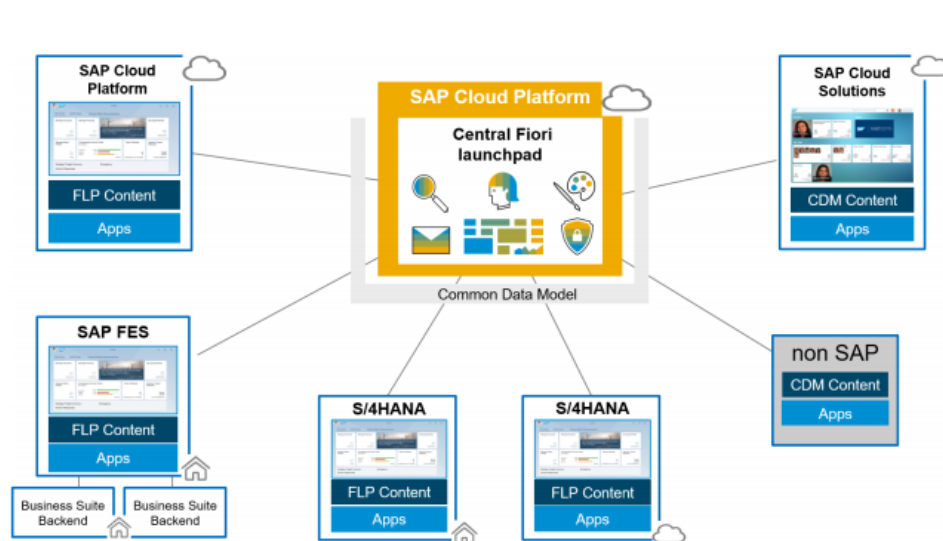 SAP Cloud
Platform
FLP Content
Apps
SAP Cloud Platform
Central Fiori
launchpad
Common Data Model
SAP Cloud
Solutions
CDM Content
Apps
SAP FES
FLP Content
Apps
Business Suite
Backend
Business Suite
Backend
S/4HANA
FLP Content
Apps
S/4HANA
FLP Content
Apps
non SAP
CDM Content
Apps